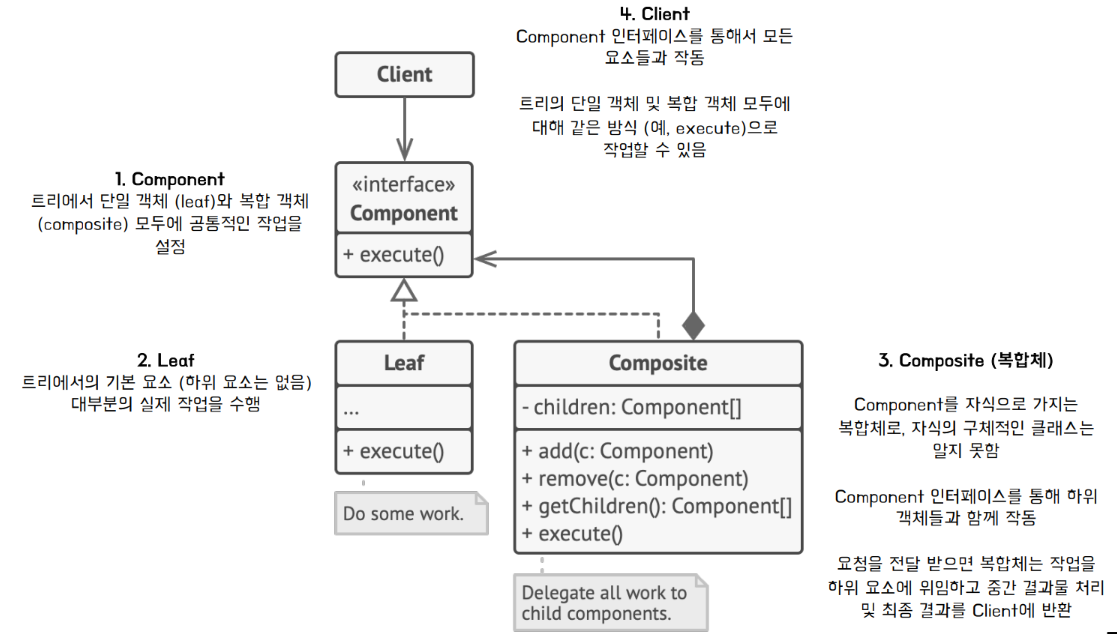 4. Client
Component 인터페이스를 통해서 모든
요소들과 작동
트리의 단일 객체 및 복합 객체 모두에
대해 같은 방식 (예, execute)으로
작업할 수 있음
Client
1. Component
트리에서 단일 객체 (leaf)와 복합 객체
(composite) 모두에 공통적인 작업을
설정
«interface»
Component
+ execute()
2. Leaf
트리에서의 기본 요소 (하위 요소는 없음)
대부분의 실제 작업을 수행
Leaf
...
+ execute()
Do some work.
Composite
- children: Component[]
+ add(c: Component)
+ remove(c: Component)
+ getChildren(): Component[]
+ execute()
Delegate all work to
child components.
3. Composite (복합체)
Component를 자식으로 가지는
복합체로, 자식의 구체적인 클래스는
알지 못함
Component 인터페이스를 통해 하위
객체들과 함께 작동
요청을 전달 받으면 복합체는 작업을
하위 요소에 위임하고 중간 결과물 처리
및 최종 결과를 Client에 반환